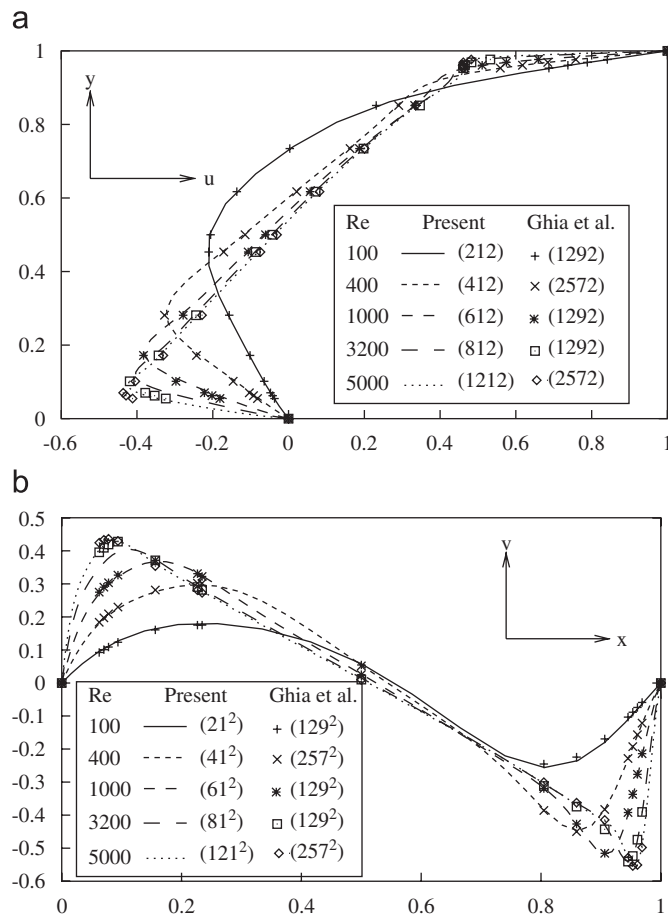 a
1
y
0.8
u
0.6
Re Present Ghia et al.
100 (212) (1292)
0.4
400 (412) (2572)
1000 (612) (1292)
0.2
3200 (812) (1292)
5000 (1212) (2572)
0
-0.6 -0.4 -0.2 0 0.2 0.4 0.6 0.8 1
b
0.5
v
0.4
0.3
x
0.2
0.1
0
Re Present Ghia et al.
-0.1
100 (21²) (129²)
-0.2
400 (41²) (257²)
-0.3
1000 (61²) (129²)
-0.4
3200 (81²) (129²)
-0.5
5000 (121²) (257²)
-0.6
0 0.2 0.4 0.6 0.8 1